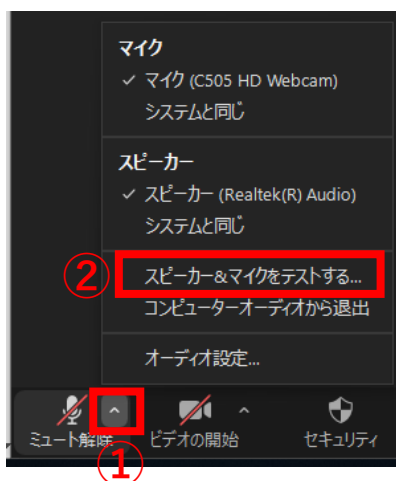 マイク
✓ マイク (C505 HD Webcam)
システムと同じ
スピーカー
✓ スピーカー (Realtek(R) Audio)
システムと同じ
② スピーカー&マイクをテストする...
コンピューターオーディオから退出
オーディオ設定...
ミュート解除 ビデオの開始 セキュリティ
①